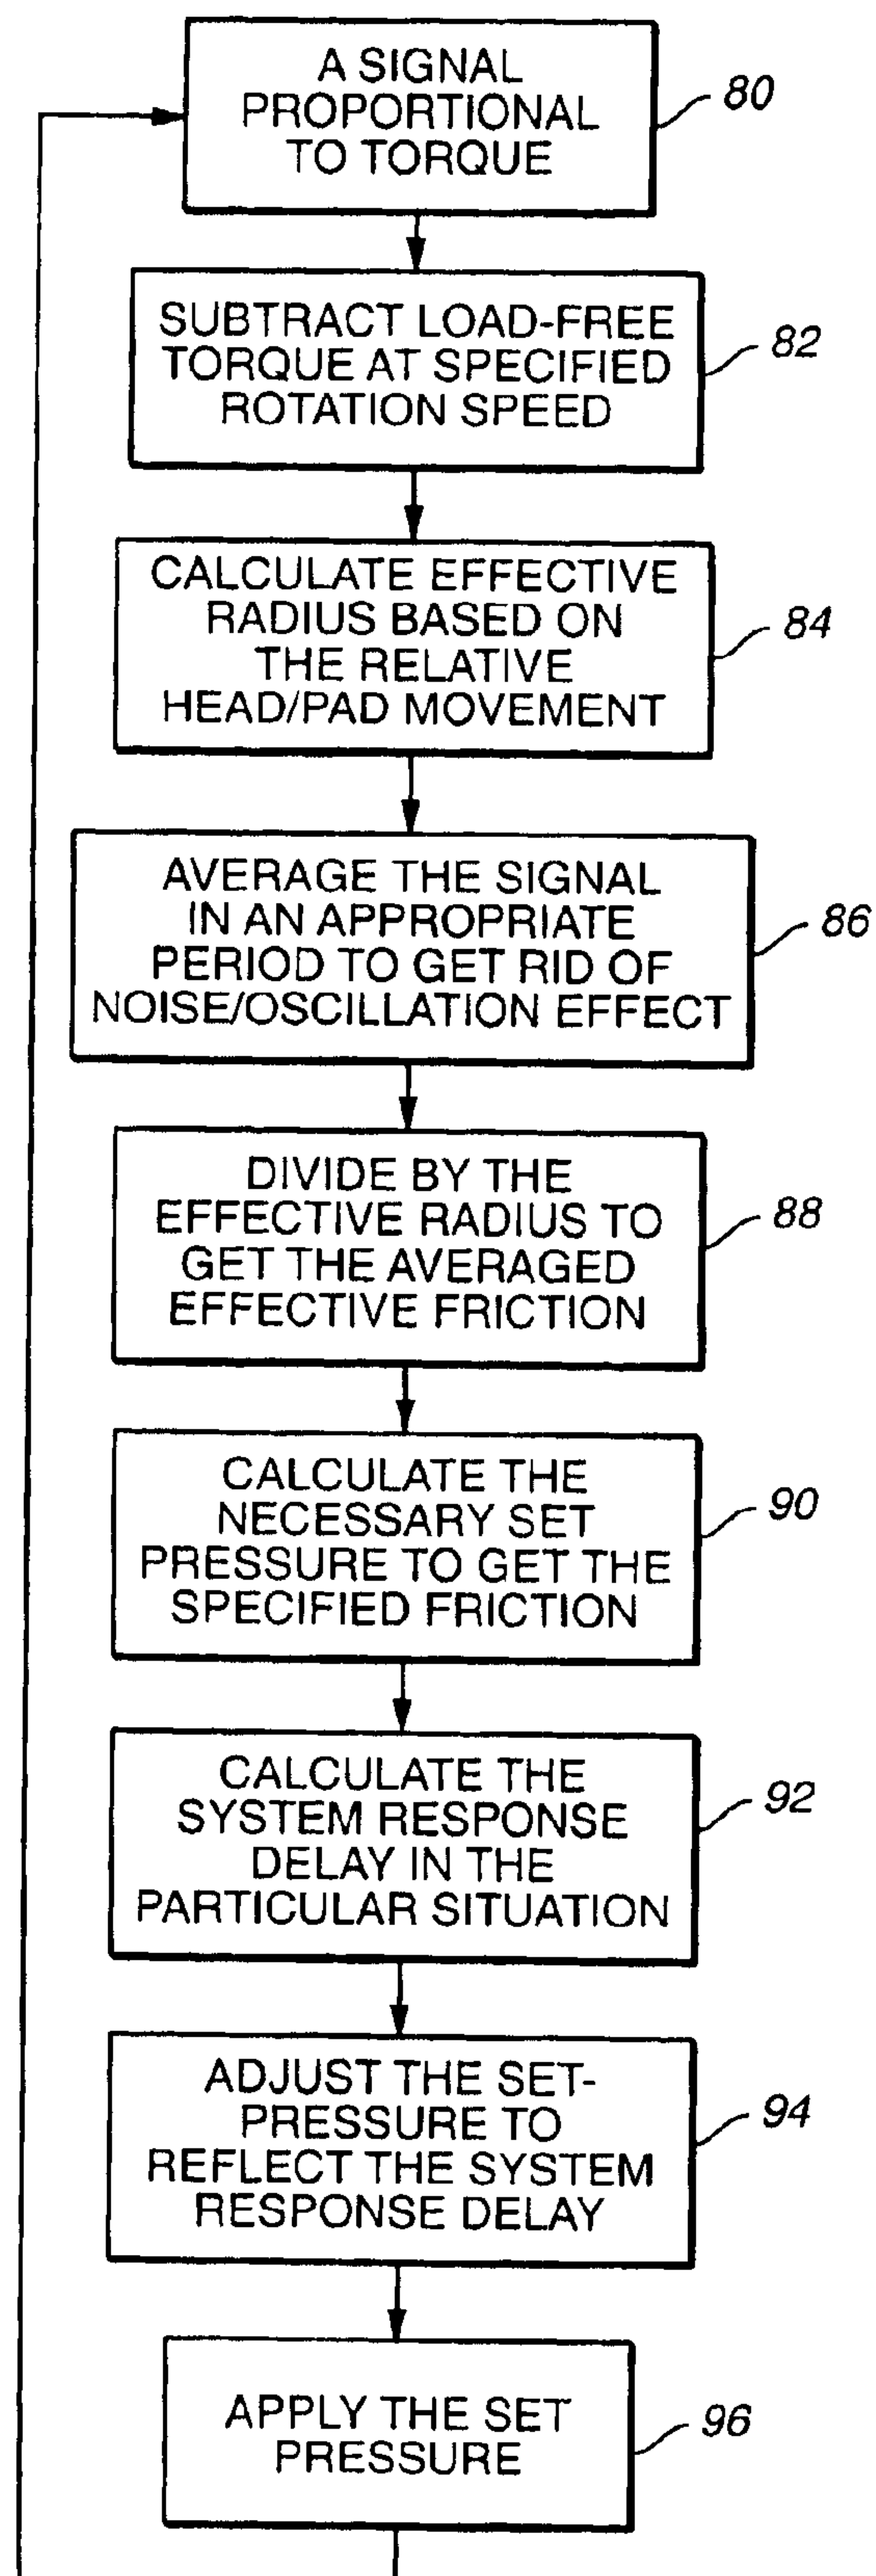 A SIGNAL
PROPORTIONAL
TO TORQUE
80
SUBTRACT LOAD-FREE
TORQUE AT SPECIFIED
ROTATION SPEED
82
CALCULATE EFFECTIVE
RADIUS BASED ON
THE RELATIVE
HEAD/PAD MOVEMENT
84
AVERAGE THE SIGNAL
IN AN APPROPRIATE
PERIOD TO GET RID OF
NOISE/OSCILLATION EFFECT
86
DIVIDE BY THE
EFFECTIVE RADIUS TO
GET THE AVERAGED
EFFECTIVE FRICTION
88
CALCULATE THE
NECESSARY SET
PRESSURE TO GET THE
SPECIFIED FRICTION
90
CALCULATE THE
SYSTEM RESPONSE
DELAY IN THE
PARTICULAR SITUATION
92
ADJUST THE SET-
PRESSURE TO
REFLECT THE SYSTEM
RESPONSE DELAY
94
APPLY THE SET
PRESSURE
96